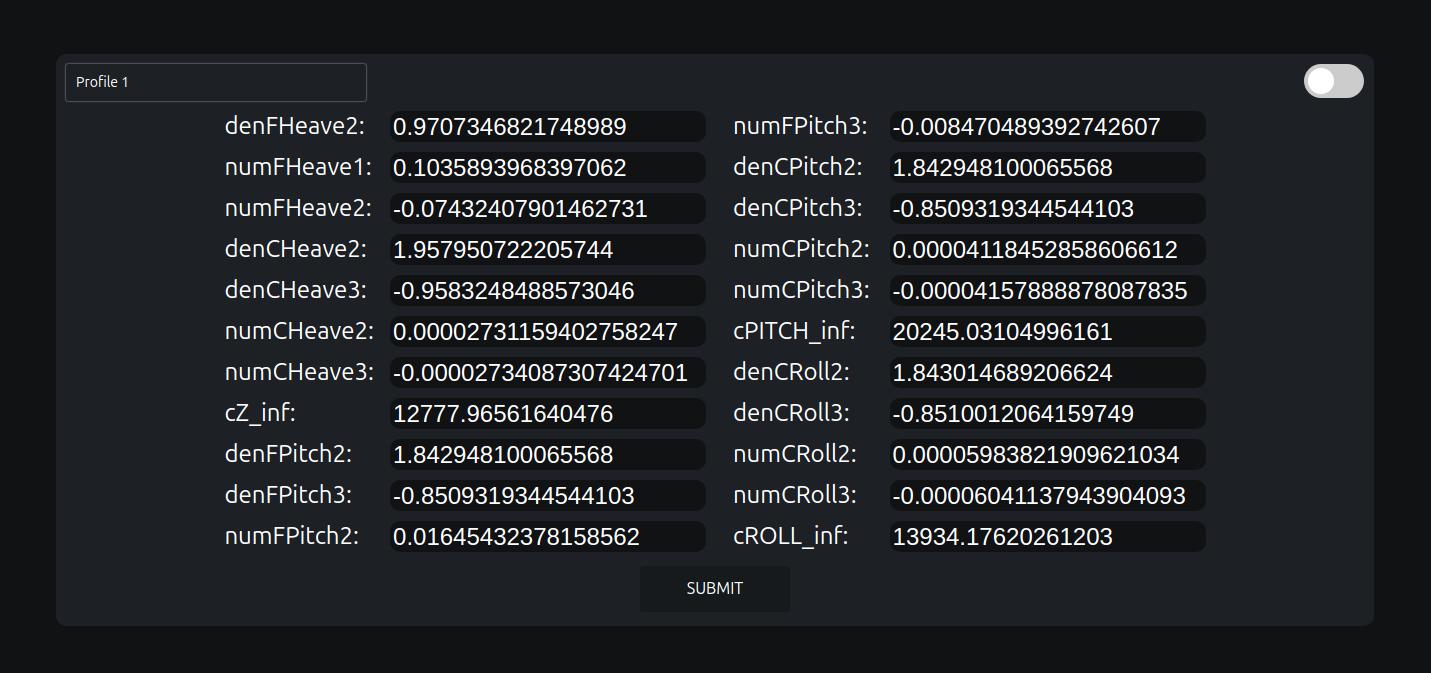 Profile 1
denFHeave2: 0.9707346821748989
numFHeave1: 0.1035893968397062
numFHeave2: -0.07432407901462731
denCHeave2: 1.957950722205744
denCHeave3: -0.9583248488573046
numCHeave2: 0.00002731159402758247
numCHeave3: -0.00002734087307424701
cZ_inf: 12777.96561640476
denFPitch2: 1.842948100065568
denFPitch3: -0.8509319344544103
numFPitch2: 0.01645432378158562
numFPitch3: -0.008470489392742607
denCPitch2: 1.842948100065568
denCPitch3: -0.8509319344544103
numCPitch2: 0.00004118452858606612
numCPitch3: -0.00004157888878087835
cPITCH_inf: 20245.03104996161
denCRoll2: 1.843014689206624
denCRoll3: -0.8510012064159749
numCRoll2: 0.00005983821909621034
numCRoll3: -0.00006041137943904093
cROLL_inf: 13934.17620261203
SUBMIT